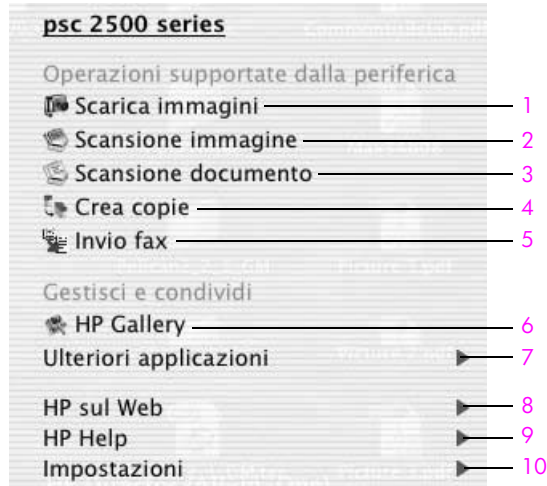 psc 2500 series
Operazioni supportate dalla periferica
Scarica immagini 1
Scansione immagine 2
Scansione documento 3
Crea copie 4
Invio fax 5
Gestisci e condividi
HP Gallery 6
Ulteriori applicazioni 7
HP sul Web 8
HP Help 9
Impostazioni 10